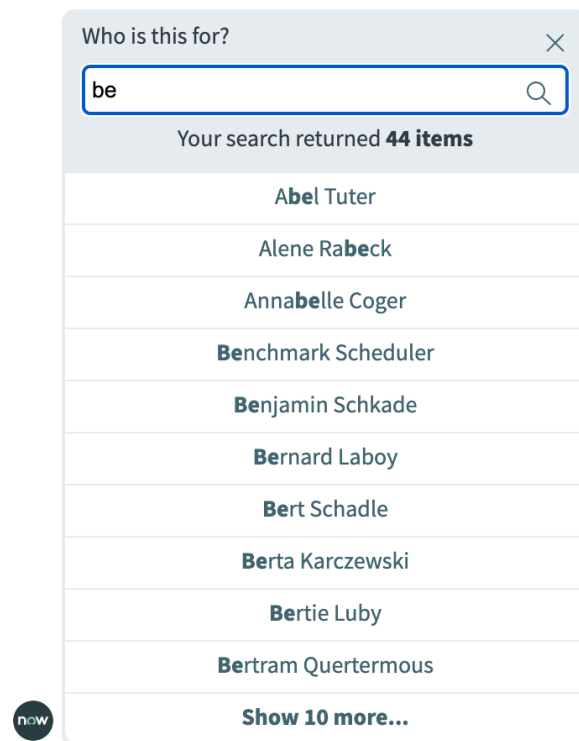 Who is this for?
be
Your search returned 44 items
Abel Tuter
Alene Rabeck
Annabelle Coger
Benchmark Scheduler
Benjamin Schkade
Bernard Laboy
Bert Schadle
Berta Karczewski
Bertie Luby
Bertram Quertermous
Show 10 more...
now